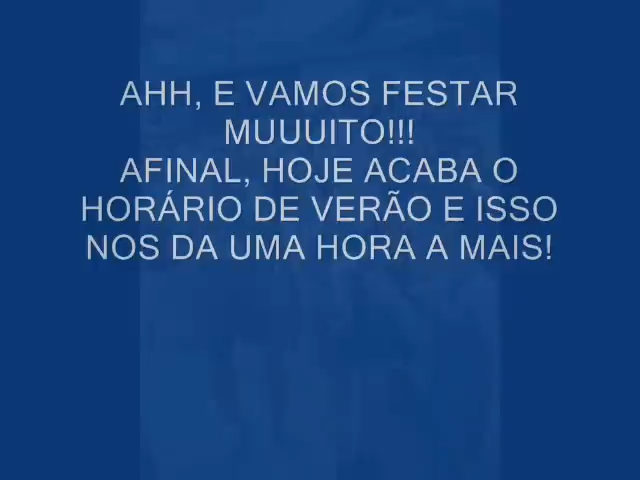 AHH, E VAMOS FESTAR
MUUUITO!!!
AFINAL, HOJE ACABA O
HORÁRIO DE VERÃO E ISSO
NOS DA UMA HORA A MAIS!